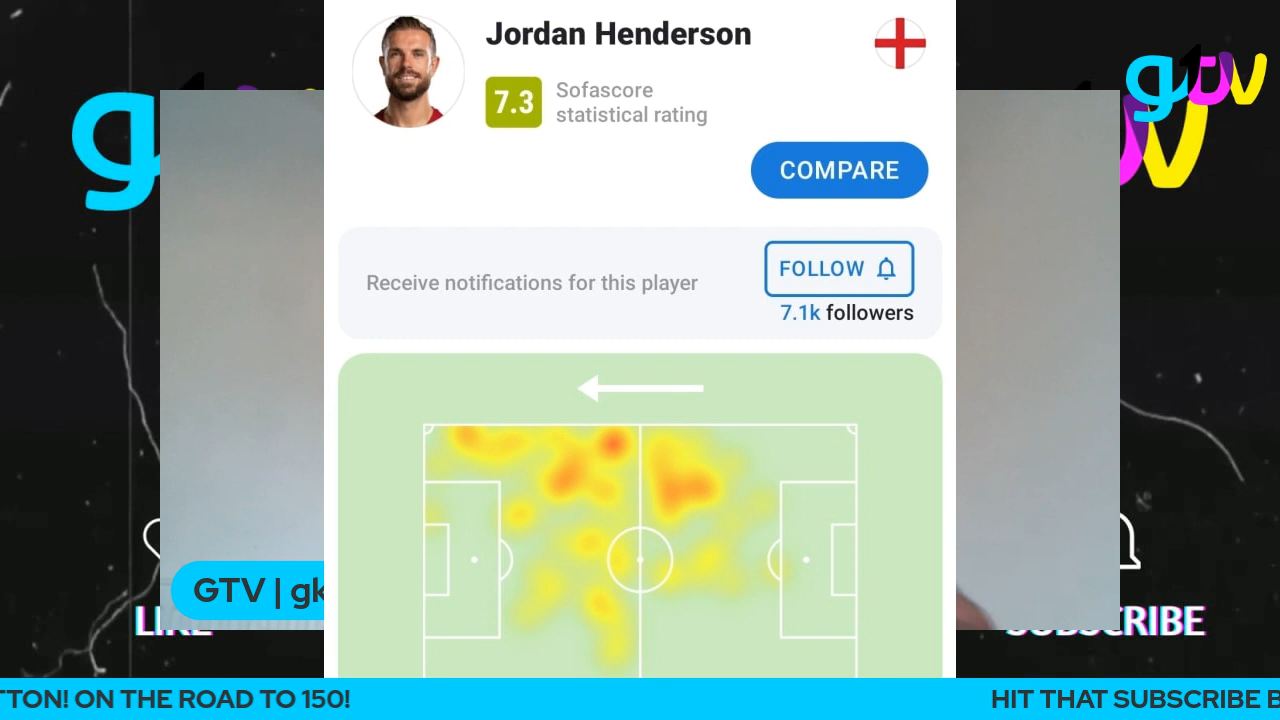 Jordan Henderson
7.3
Sofascore
statistical rating
COMPARE
Receive notifications for this player
FOLLOW
7.1k followers
gtv
GTV | gk
LIKE
SUBSCRIBE
TTON! ON THE ROAD TO 150!
HIT THAT SUBSCRIBE B